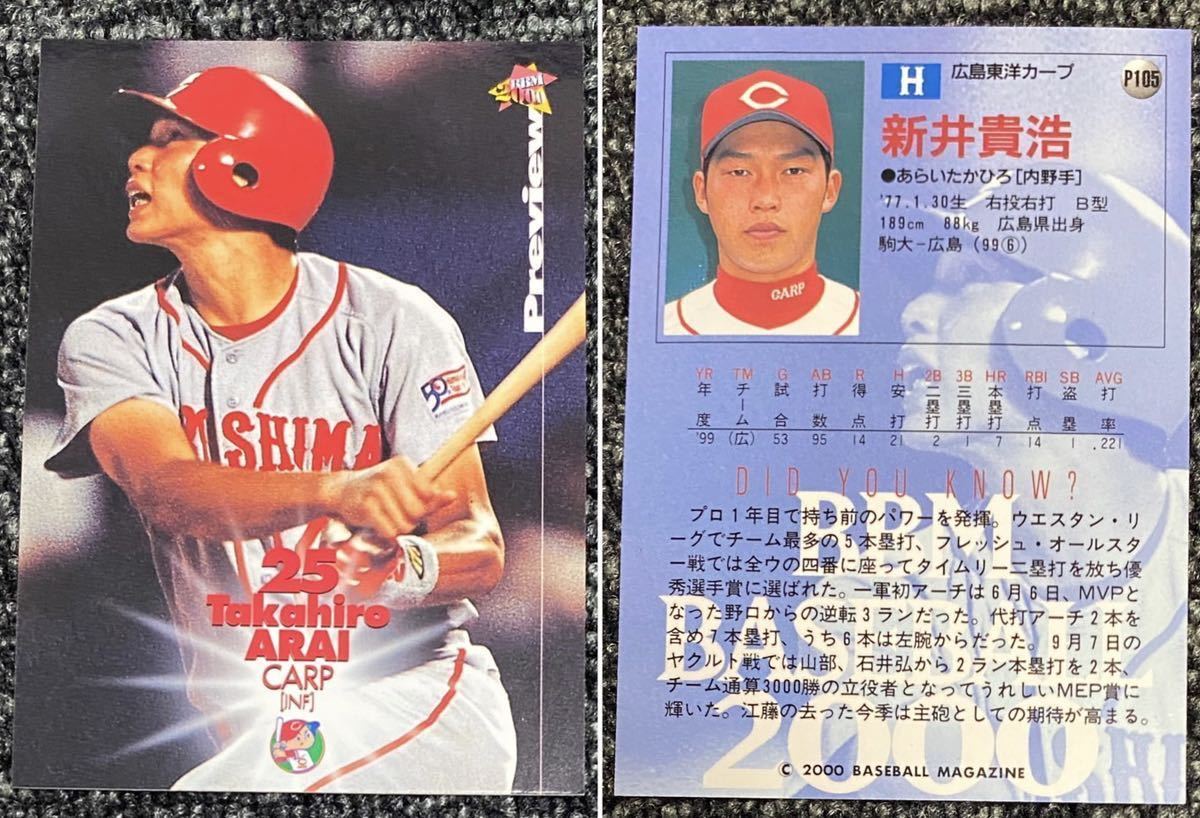 BBM
2000
Preview
50
SHIMA
25
Takahiro
ARAI
CARP
[INF]
H 広島東洋カープ P105
新井貴浩
●あらいたかひろ[内野手]
'77.1.30生 右投右打 B型
189cm 88kg 広島県出身
駒大−広島(99⑥)
CARP
YR TM G AB R H 2B 3B HR RBI SB AVG
年度 チーム 試合 打数 得点 安打 二塁打 三塁打 本塁打 打点 盗塁 打率
'99 (広) 53 95 14 21 2 1 7 14 1 .221
DID YOU KNOW?
プロ1年目で持ち前のパワーを発揮。ウエスタン・リ
ーグでチーム最多の5本塁打、フレッシュ・オールスタ
ー戦では全ウの四番に座ってタイムリー二塁打を放ち優
秀選手賞に選ばれた。一軍初アーチは6月6日、MVPと
なった野口からの逆転3ランだった。代打アーチ2本を
含め7本塁打、うち6本は左腕からだった。9月7日の
ヤクルト戦では山部、石井弘から2ラン本塁打を2本、
チーム通算3000勝の立役者となってうれしいMEP賞に
輝いた。江藤の去った今季は主砲としての期待が高まる。
BBM
BASEBALL
2000
© 2000 BASEBALL MAGAZINE